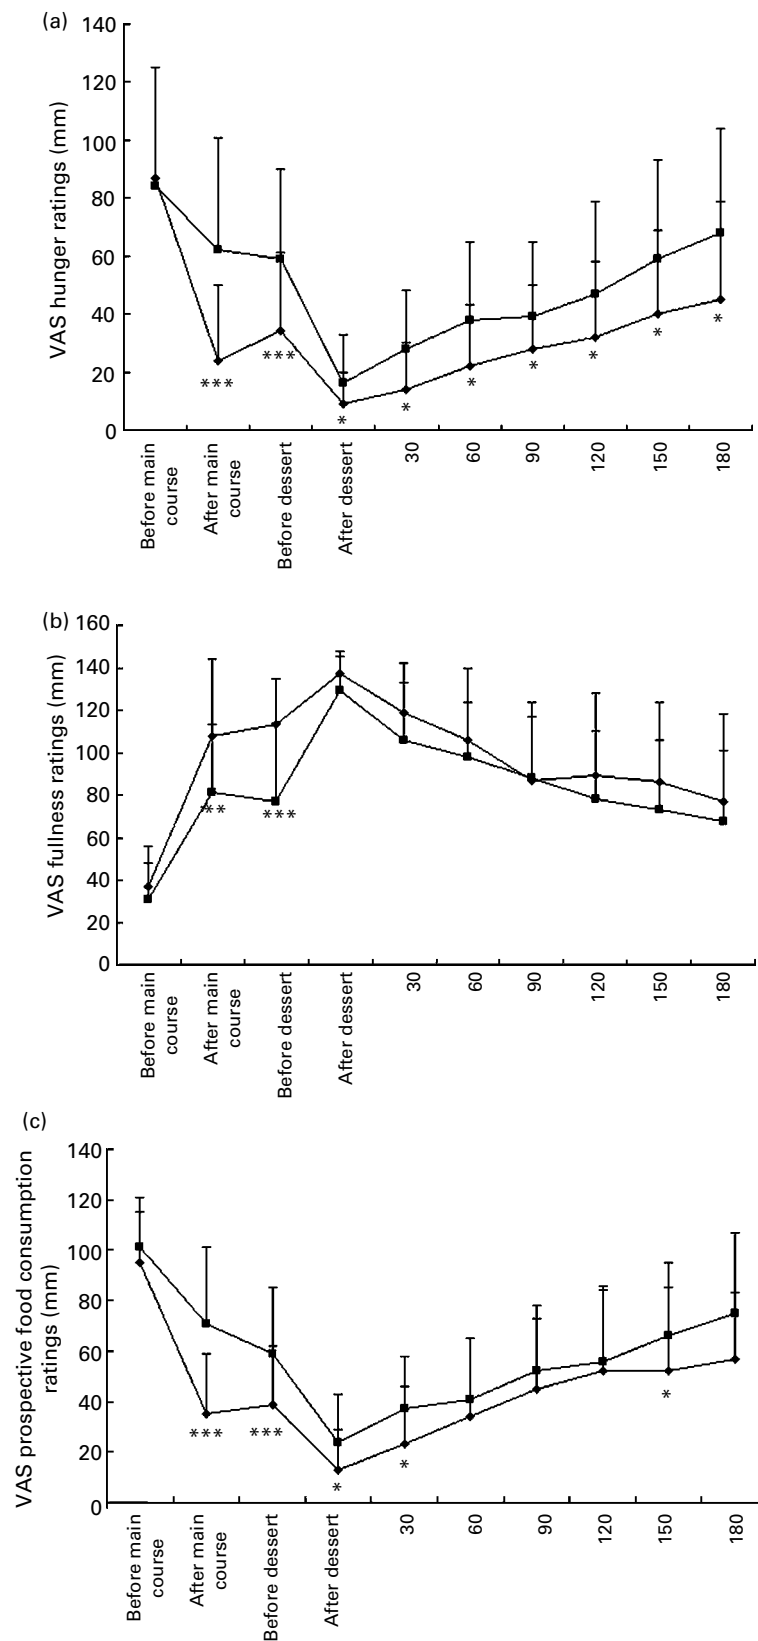 (a)
VAS hunger ratings (mm)
140
120
100
80
60
40
20
0
***
***
*
*
*
*
*
*
*
Before main
course
After main
course
Before dessert
After dessert
30
60
90
120
150
180
(b)
VAS fullness ratings (mm)
160
140
120
100
80
60
40
20
0
***
***
Before main
course
After main
course
Before dessert
After dessert
30
60
90
120
150
180
(c)
VAS prospective food consumption
ratings (mm)
140
120
100
80
60
40
20
0
***
***
*
*
*
Before main
course
After main
course
Before dessert
After dessert
30
60
90
120
150
180